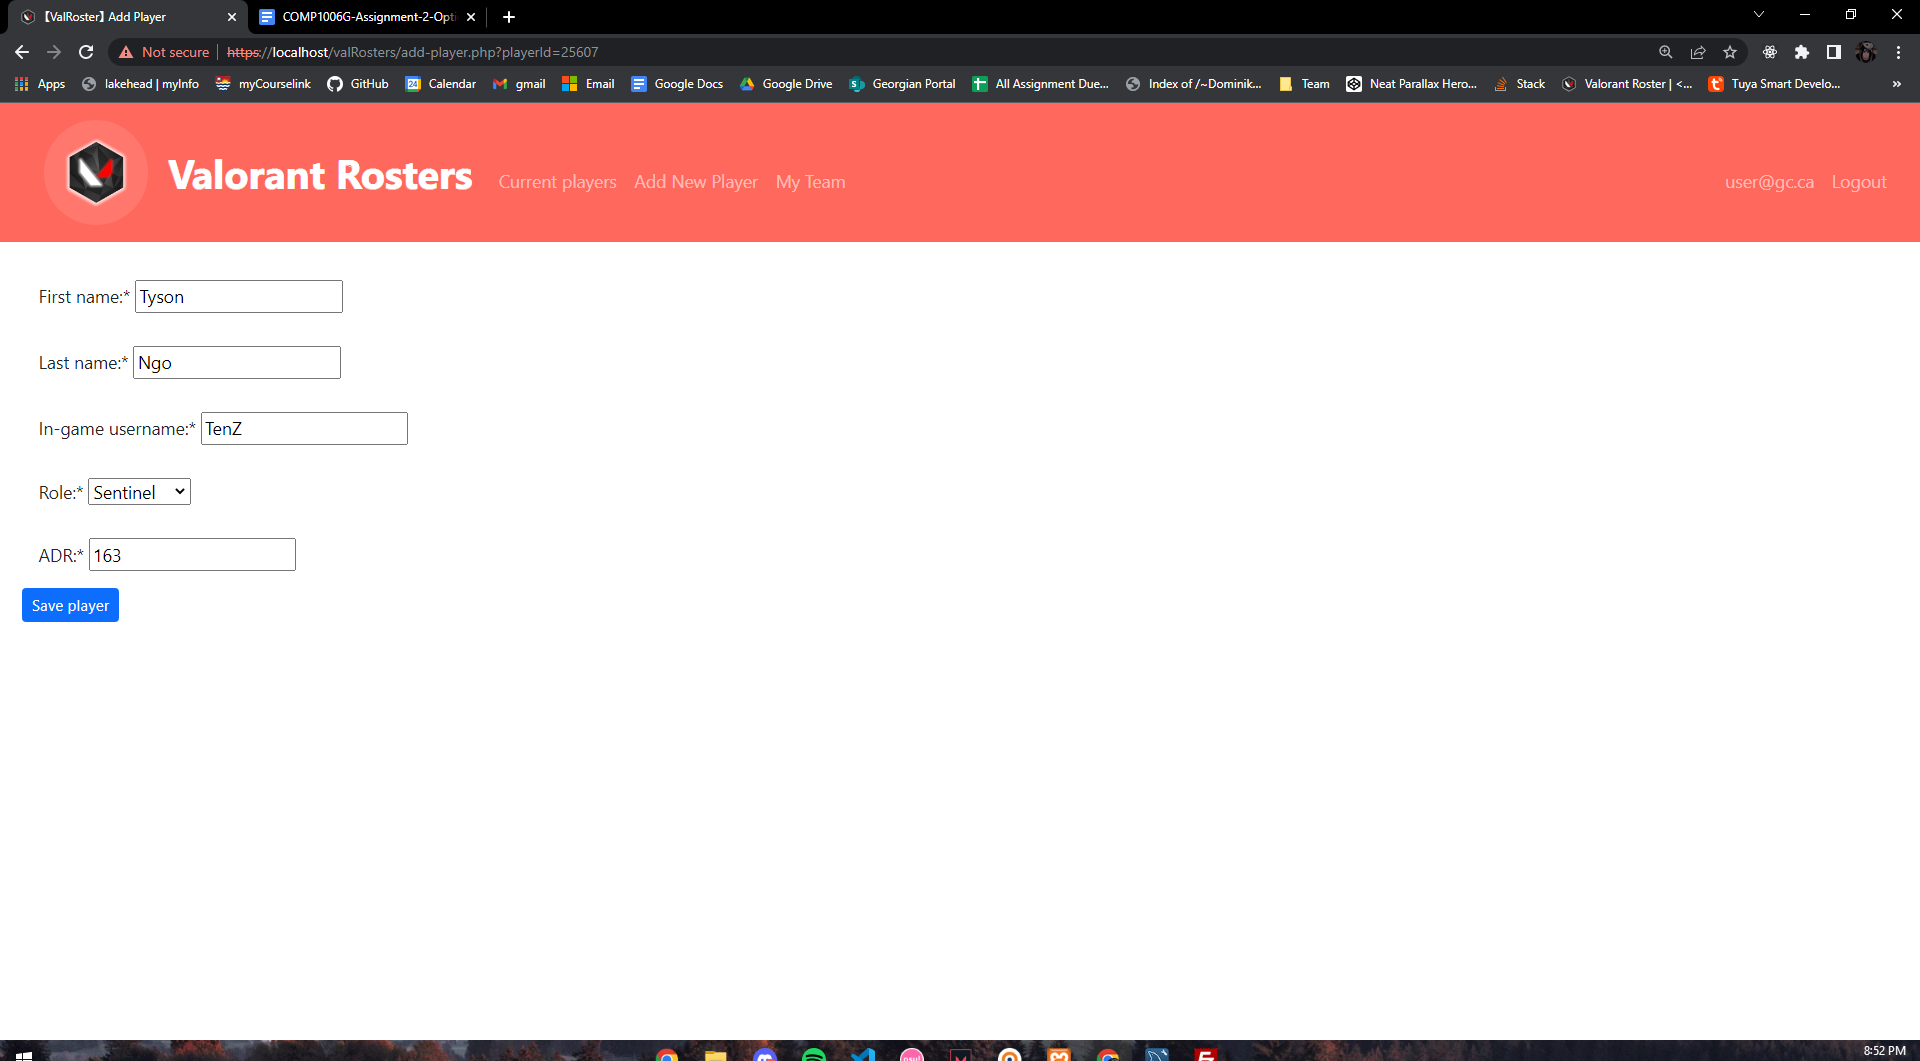 【ValRoster】Add Player
COMP1006G-Assignment-2-Opti
Not secure https://localhost/valRosters/add-player.php?playerId=25607
Apps lakehead | myInfo myCourselink GitHub 24 Calendar gmail Email Google Docs Google Drive Georgian Portal All Assignment Due... Index of /~Dominik... Team Neat Parallax Hero... Stack Valorant Roster | <... Tuya Smart Develo... »
Valorant Rosters Current players Add New Player My Team user@gc.ca Logout
First name:* Tyson
Last name:* Ngo
In-game username:* TenZ
Role:* Sentinel
ADR:* 163
Save player
8:52 PM